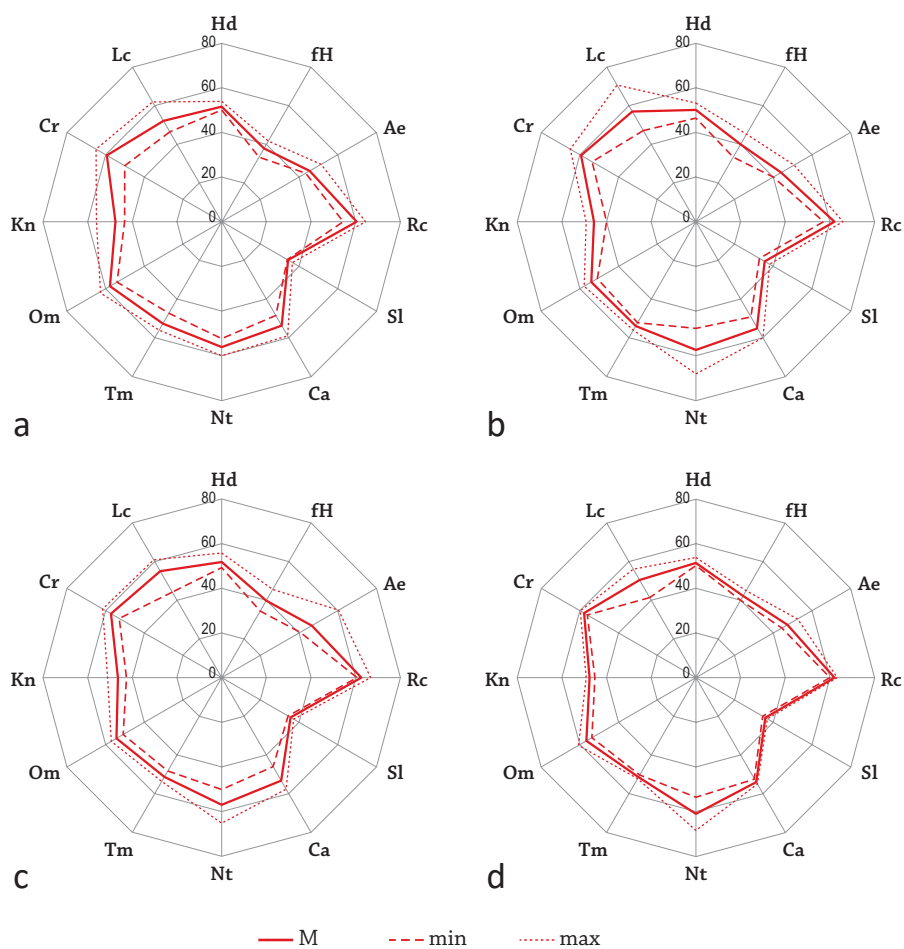 Hd
80
fH
60
Ae
40
20
0
Rc
Sl
Ca
Nt
Tm
Om
Kn
Cr
Lc
a
Hd
80
fH
60
Ae
40
20
0
Rc
Sl
Ca
Nt
Tm
Om
Kn
Cr
Lc
b
Hd
80
fH
60
Ae
40
20
0
Rc
Sl
Ca
Nt
Tm
Om
Kn
Cr
Lc
c
Hd
80
fH
60
Ae
40
20
0
Rc
Sl
Ca
Nt
Tm
Om
Kn
Cr
Lc
d
M min max